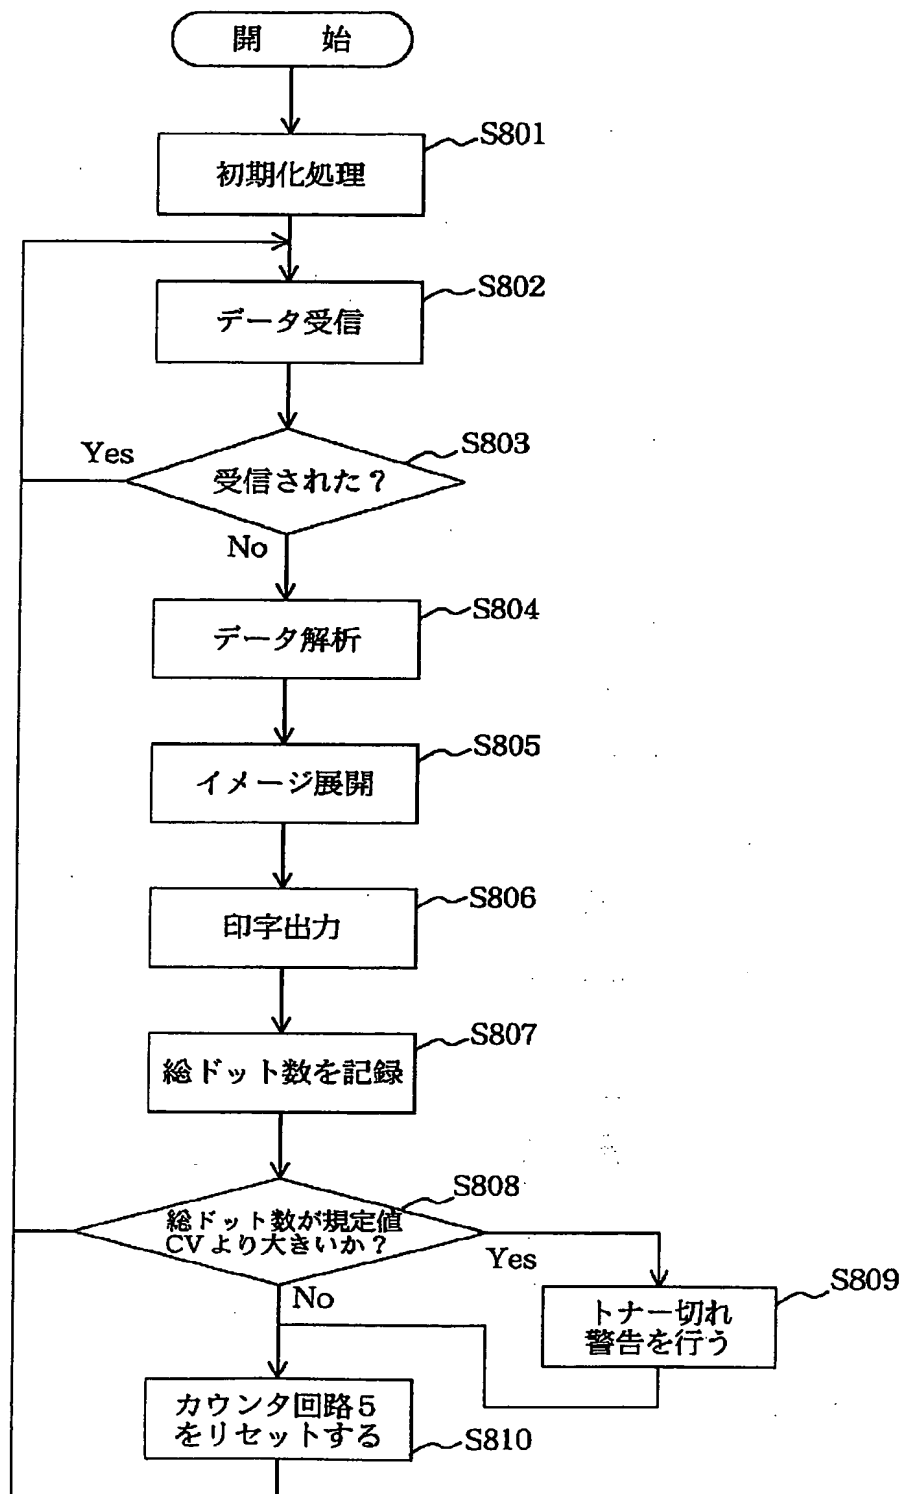 開 始
S801
初期化処理
S802
データ受信
S803
Yes
受信された？
No
S804
データ解析
S805
イメージ展開
S806
印字出力
S807
総ドット数を記録
S808
総ドット数が規定値
CVより大きいか？
Yes
No
S809
トナー切れ
警告を行う
カウンタ回路5
をリセットする
S810